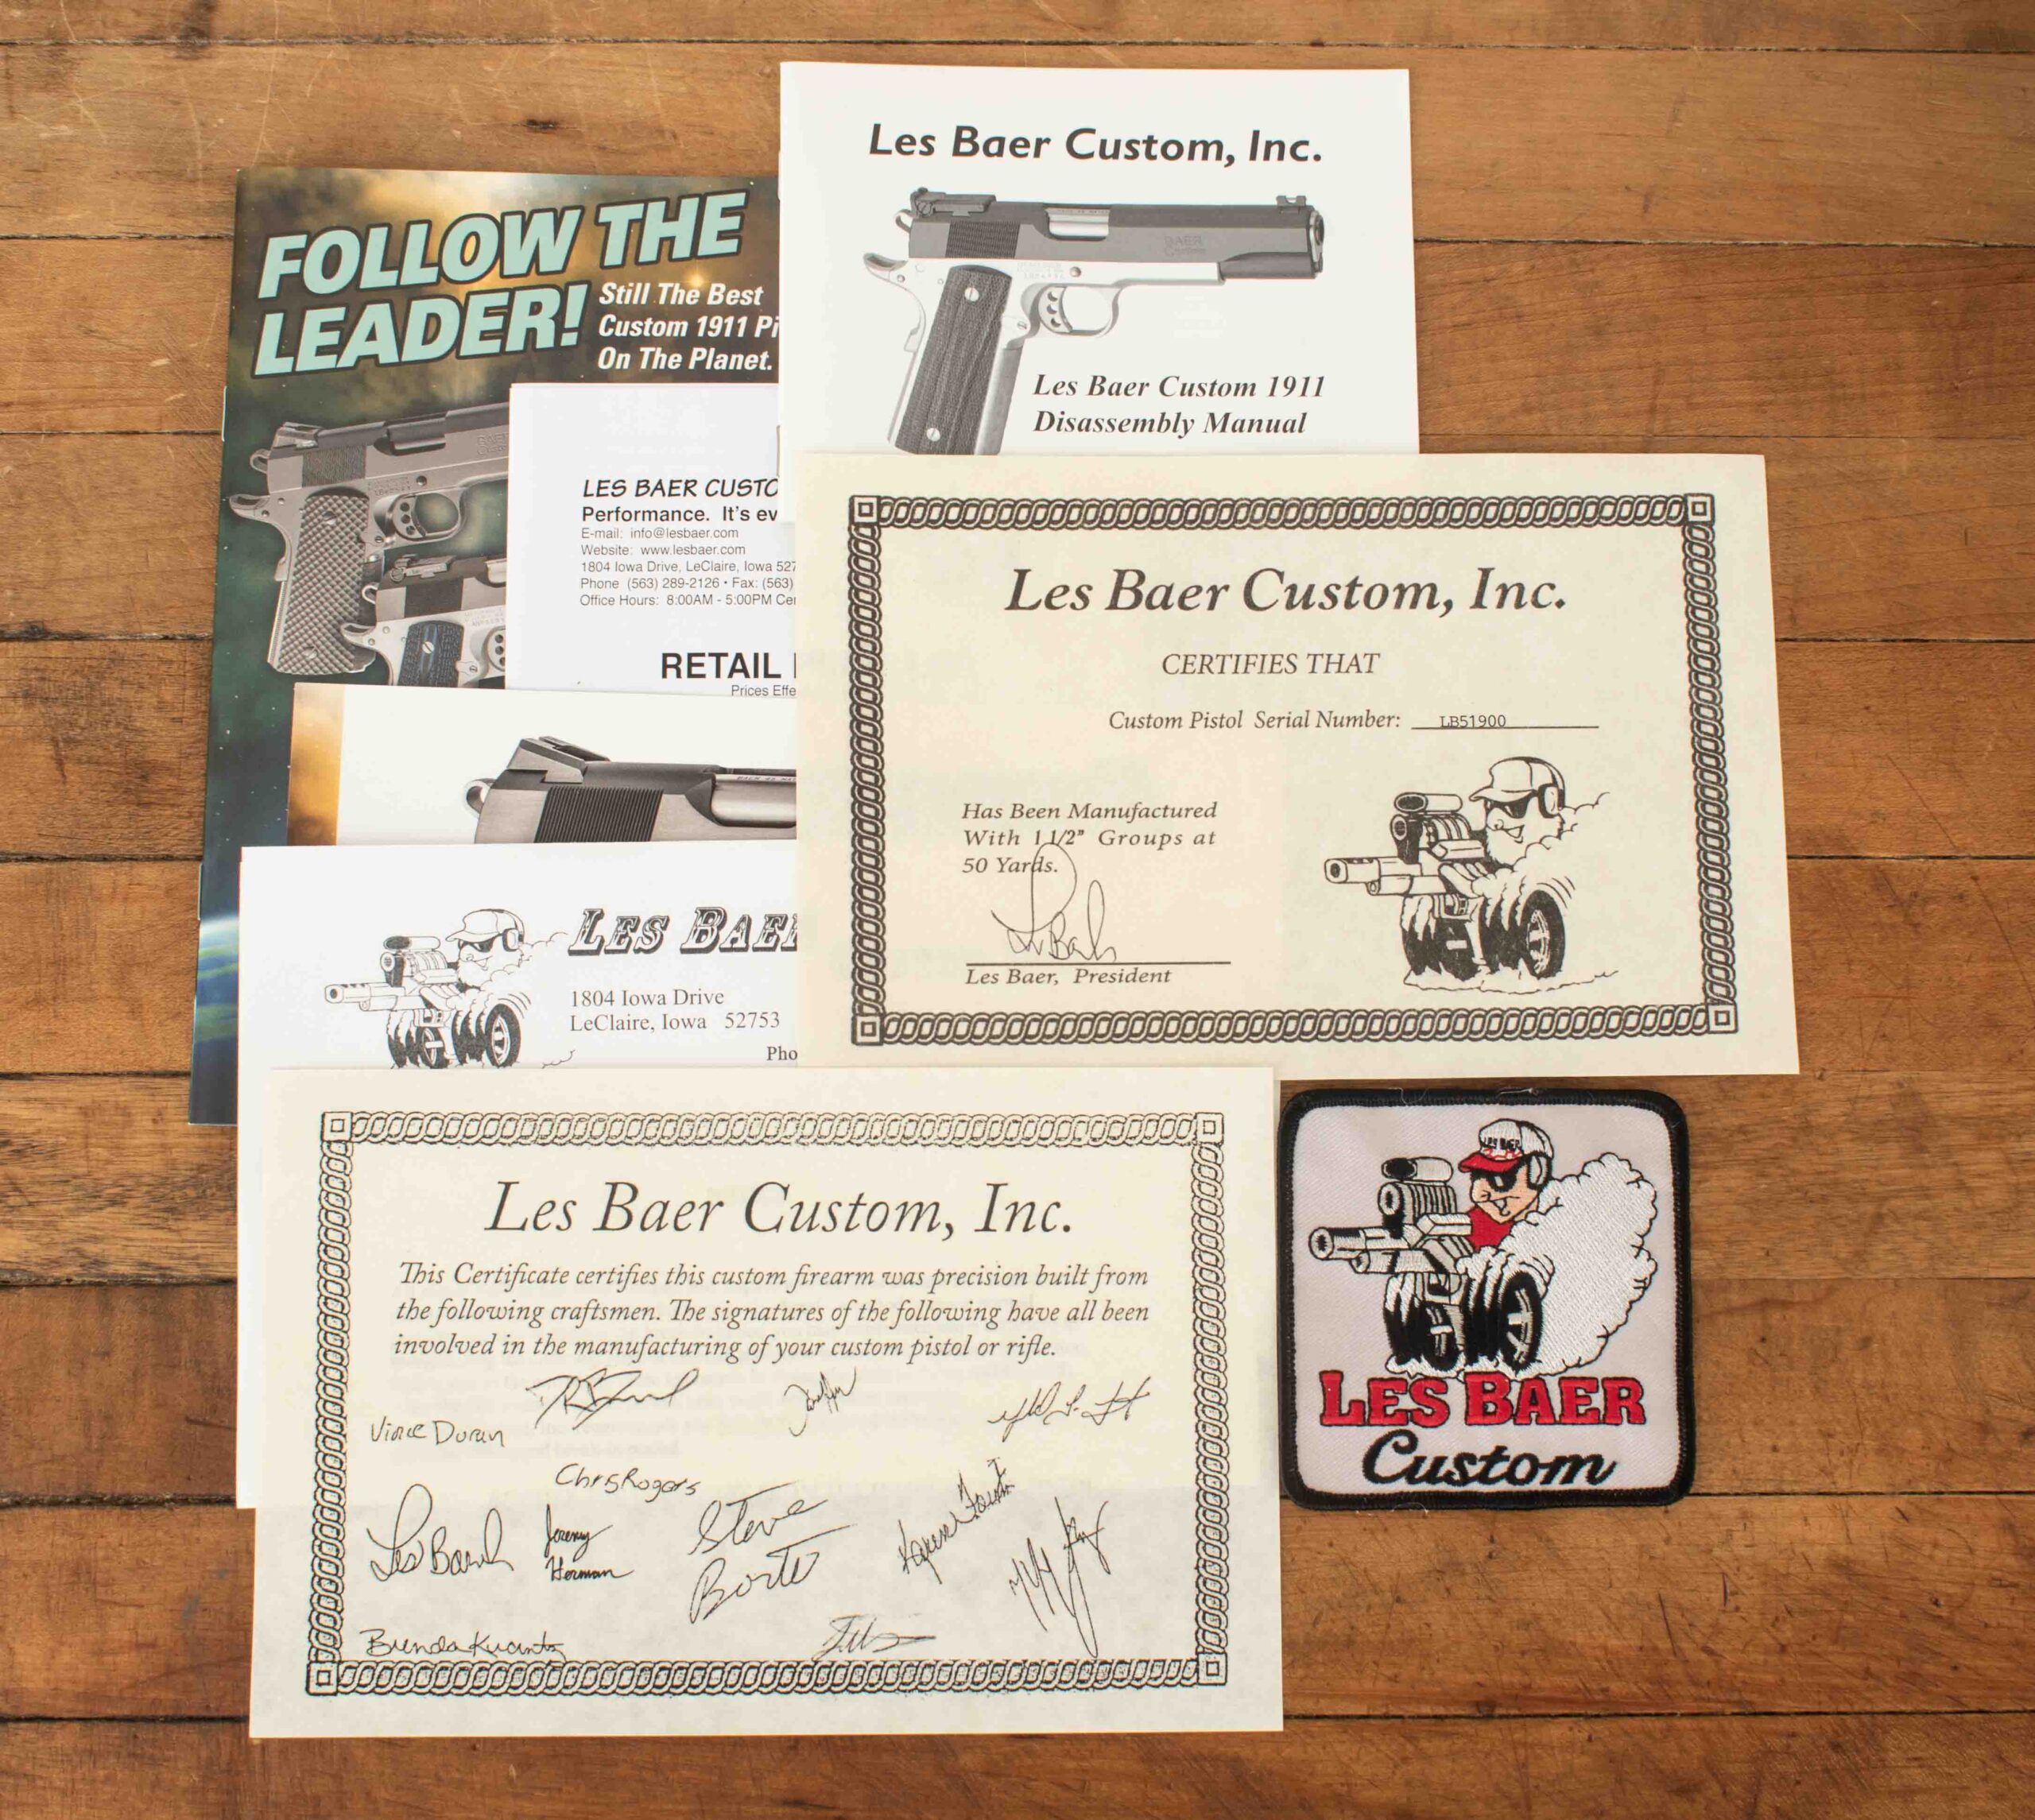 FOLLOW THE
LEADER!
Still The Best
Custom 1911 Pi
On The Planet.
Les Baer Custom, Inc.
Les Baer Custom 1911
Disassembly Manual
LES BAER CUSTO
Performance. It's ev
E-mail: info@lesbaer.com
Website: www.lesbaer.com
1804 Iowa Drive, LeClaire, Iowa 527
Phone (563) 289-2126 • Fax: (563)
Office Hours: 8:00AM - 5:00PM Cen
RETAIL
Prices Effe
Les Baer Custom, Inc.
CERTIFIES THAT
Custom Pistol Serial Number: LB51900
Has Been Manufactured
With 1 1/2" Groups at
50 Yards.
Les Baer, President
LES BAER
1804 Iowa Drive
LeClaire, Iowa 52753
Pho
Les Baer Custom, Inc.
This Certificate certifies this custom firearm was precision built from
the following craftsmen. The signatures of the following have all been
involved in the manufacturing of your custom pistol or rifle.
Vince Duran
Chris Rogers
Les Baer
Jeremy
Herman
Steve
Borte
Brenda Kuantz
LES BAER
LES BAER
Custom